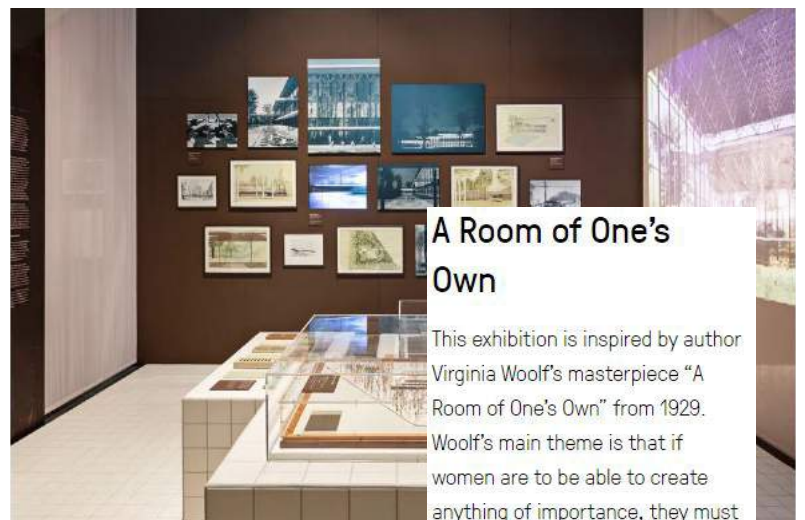 A Room of One's
Own
This exhibition is inspired by author
Virginia Woolf's masterpiece “A
Room of One's Own” from 1929.
Woolf's main theme is that if
women are to be able to create
anything of importance, they must